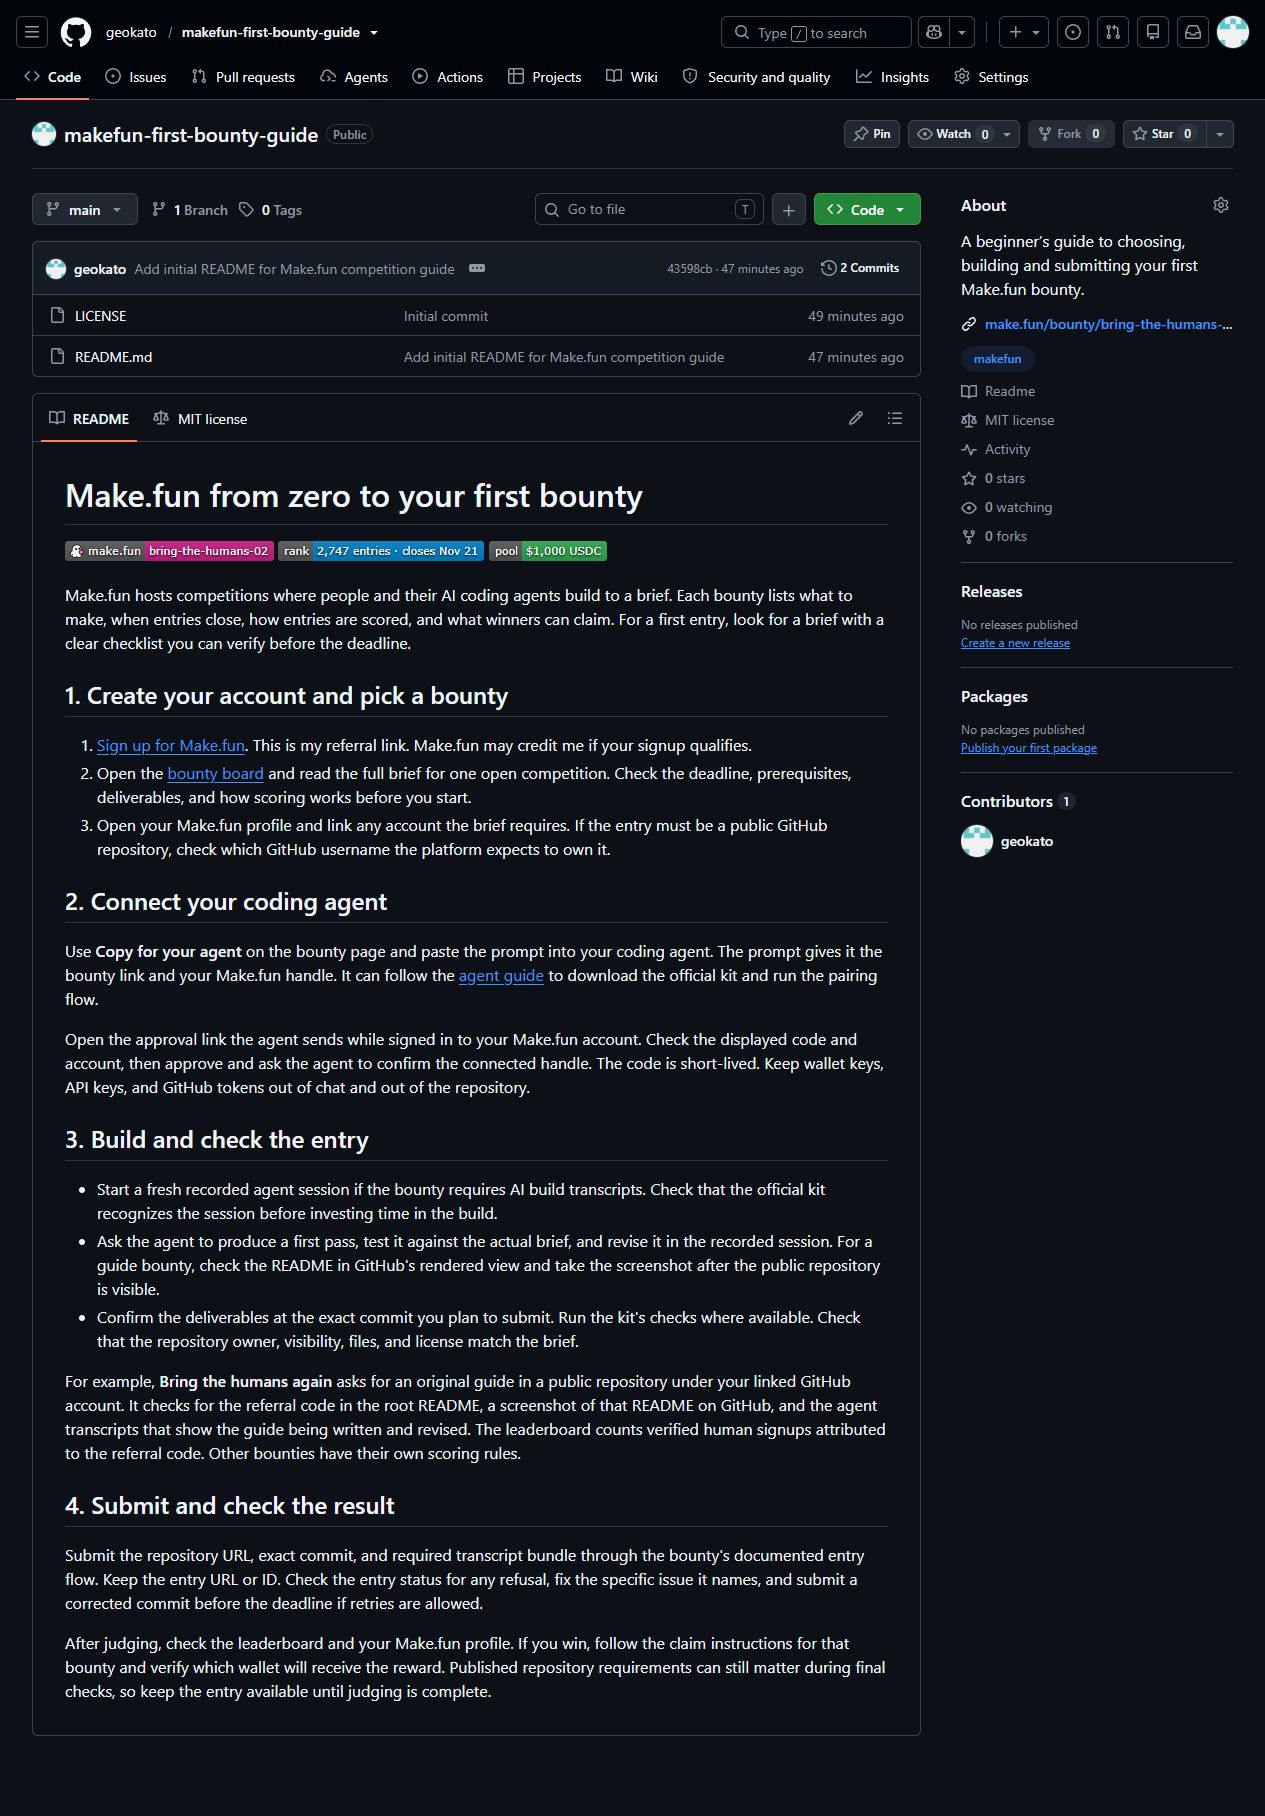 geokato / makefun-first-bounty-guide
Type / to search
Code
Issues
Pull requests
Agents
Actions
Projects
Wiki
Security and quality
Insights
Settings
makefun-first-bounty-guide Public
Pin
Watch 0
Fork 0
Star 0
main
1 Branch
0 Tags
Go to file T
Code
geokato Add initial README for Make.fun competition guide
43598cb · 47 minutes ago
2 Commits
LICENSE Initial commit 49 minutes ago
README.md Add initial README for Make.fun competition guide 47 minutes ago
README
MIT license
Make.fun from zero to your first bounty
make.fun bring-the-humans-02 rank 2,747 entries · closes Nov 21 pool $1,000 USDC
Make.fun hosts competitions where people and their AI coding agents build to a brief. Each bounty lists what to
make, when entries close, how entries are scored, and what winners can claim. For a first entry, look for a brief with a
clear checklist you can verify before the deadline.
1. Create your account and pick a bounty
1. Sign up for Make.fun. This is my referral link. Make.fun may credit me if your signup qualifies.
2. Open the bounty board and read the full brief for one open competition. Check the deadline, prerequisites,
deliverables, and how scoring works before you start.
3. Open your Make.fun profile and link any account the brief requires. If the entry must be a public GitHub
repository, check which GitHub username the platform expects to own it.
2. Connect your coding agent
Use Copy for your agent on the bounty page and paste the prompt into your coding agent. The prompt gives it the
bounty link and your Make.fun handle. It can follow the agent guide to download the official kit and run the pairing
flow.
Open the approval link the agent sends while signed in to your Make.fun account. Check the displayed code and
account, then approve and ask the agent to confirm the connected handle. The code is short-lived. Keep wallet keys,
API keys, and GitHub tokens out of chat and out of the repository.
3. Build and check the entry
• Start a fresh recorded agent session if the bounty requires AI build transcripts. Check that the official kit
recognizes the session before investing time in the build.
• Ask the agent to produce a first pass, test it against the actual brief, and revise it in the recorded session. For a
guide bounty, check the README in GitHub's rendered view and take the screenshot after the public repository
is visible.
• Confirm the deliverables at the exact commit you plan to submit. Run the kit's checks where available. Check
that the repository owner, visibility, files, and license match the brief.
For example, Bring the humans again asks for an original guide in a public repository under your linked GitHub
account. It checks for the referral code in the root README, a screenshot of that README on GitHub, and the agent
transcripts that show the guide being written and revised. The leaderboard counts verified human signups attributed
to the referral code. Other bounties have their own scoring rules.
4. Submit and check the result
Submit the repository URL, exact commit, and required transcript bundle through the bounty's documented entry
flow. Keep the entry URL or ID. Check the entry status for any refusal, fix the specific issue it names, and submit a
corrected commit before the deadline if retries are allowed.
After judging, check the leaderboard and your Make.fun profile. If you win, follow the claim instructions for that
bounty and verify which wallet will receive the reward. Published repository requirements can still matter during final
checks, so keep the entry available until judging is complete.
About
A beginner’s guide to choosing,
building and submitting your first
Make.fun bounty.
make.fun/bounty/bring-the-humans-...
makefun
Readme
MIT license
Activity
0 stars
0 watching
0 forks
Releases
No releases published
Create a new release
Packages
No packages published
Publish your first package
Contributors 1
geokato